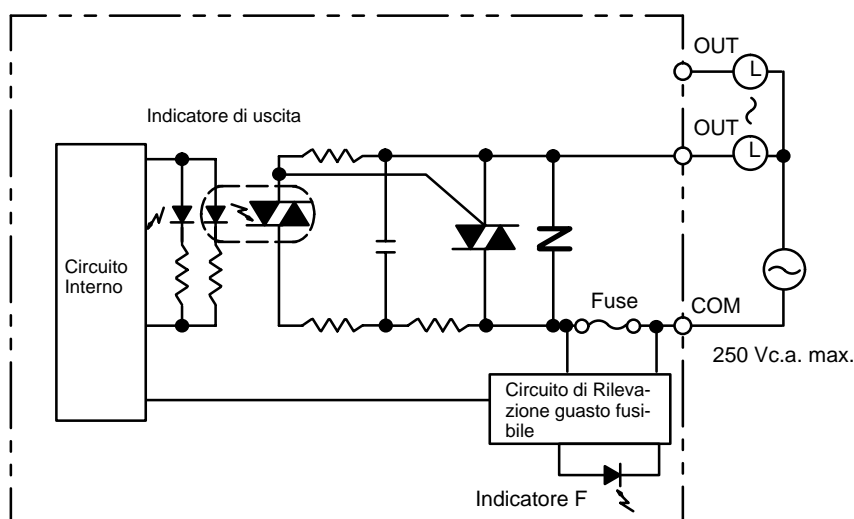 OUT
L
Indicatore di uscita
OUT
L
Circuito
Interno
Fuse
COM
250 Vc.a. max.
Circuito di Rileva-
zione guasto fusi-
bile
Indicatore F